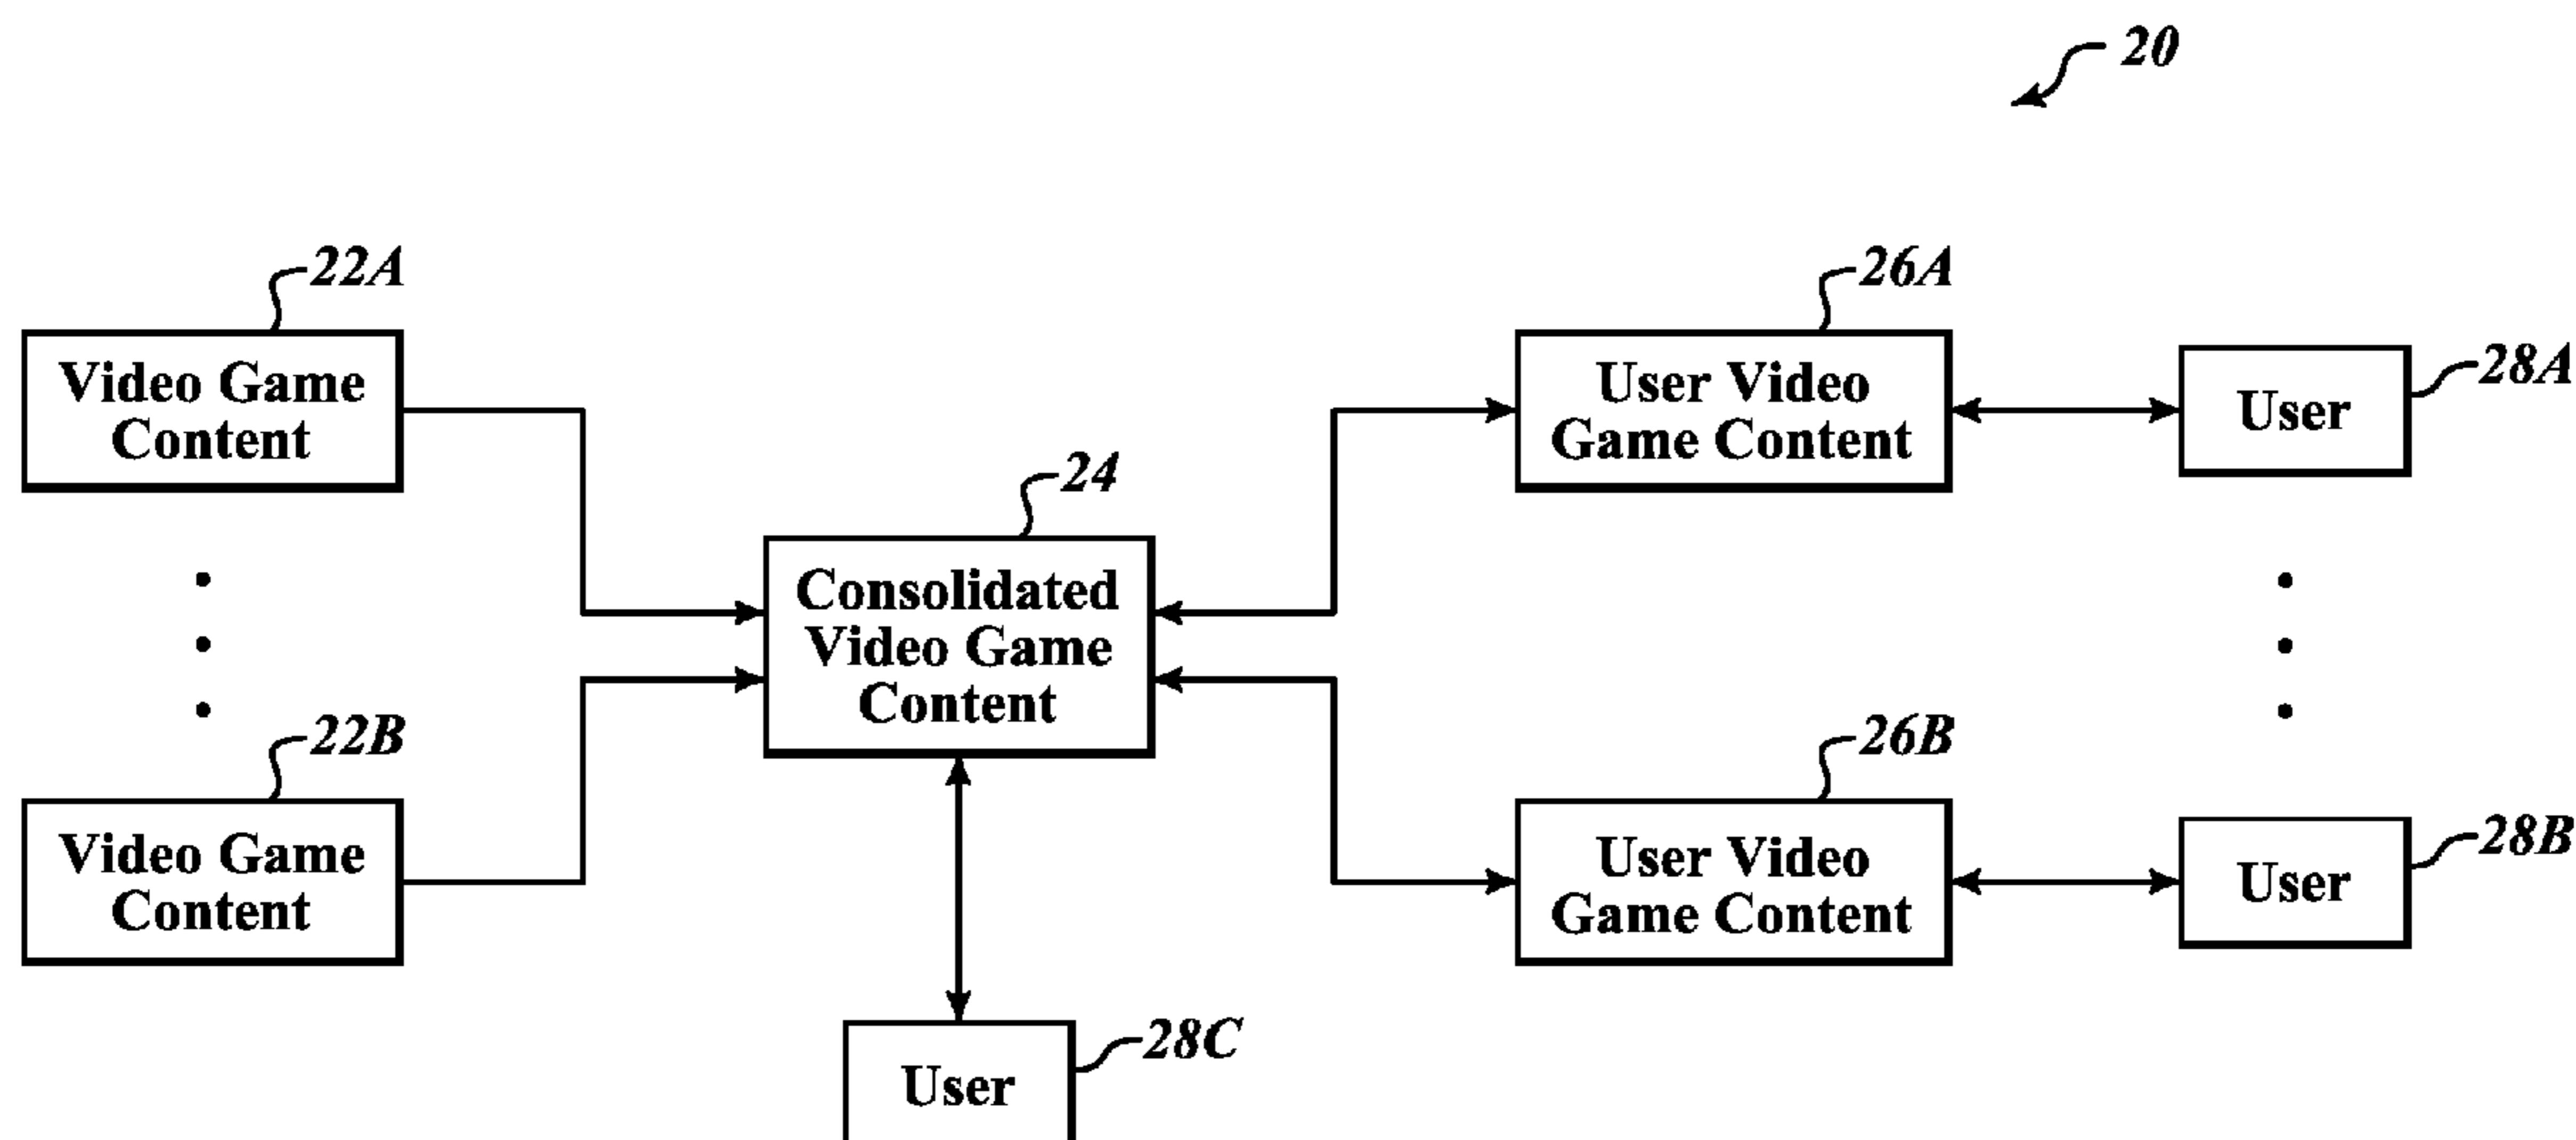 20
22A
Video Game
Content
22B
Video Game
Content
24
Consolidated
Video Game
Content
28C
User
26A
User Video
Game Content
28A
User
26B
User Video
Game Content
28B
User